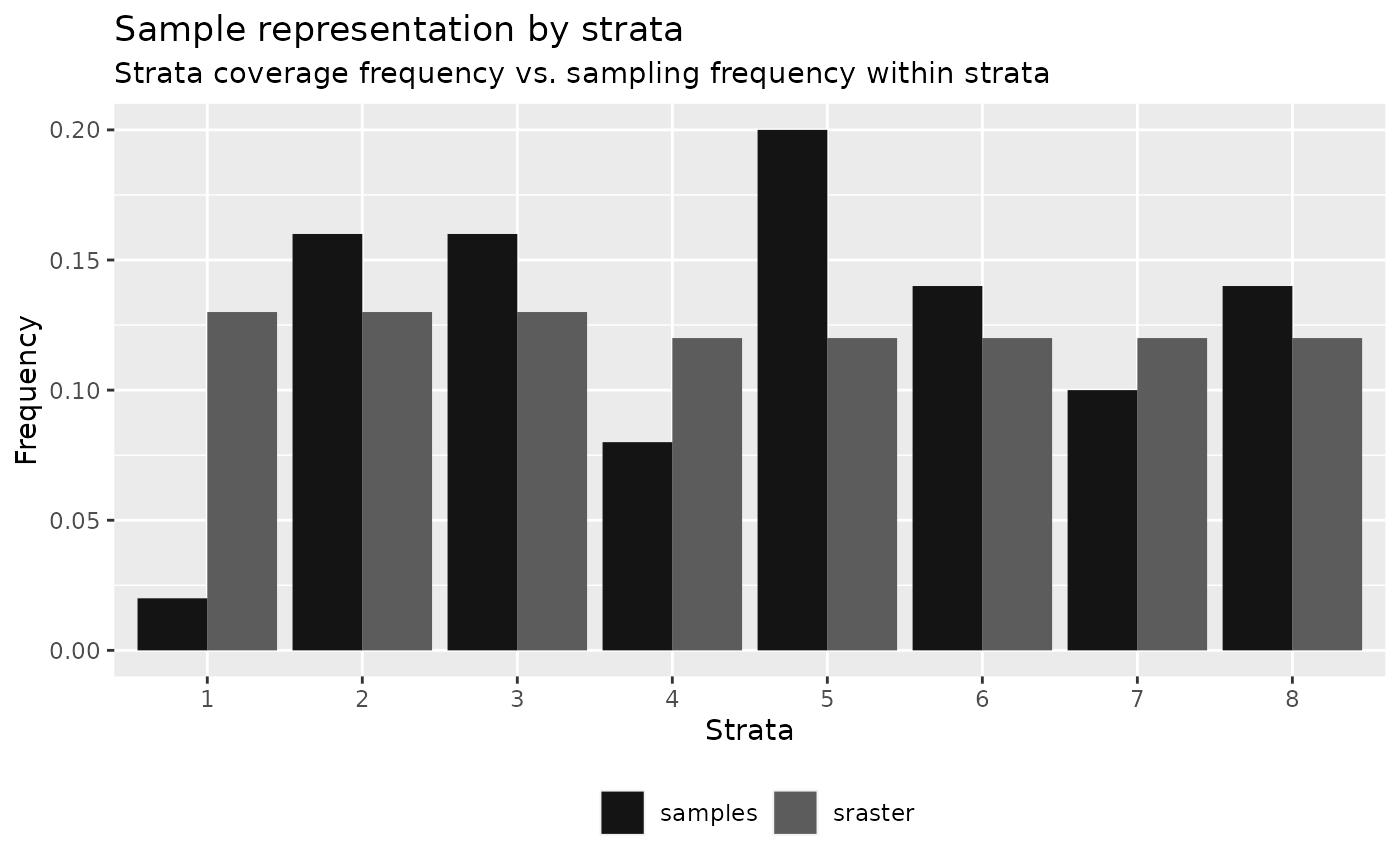 Sample representation by strata
Strata coverage frequency vs. sampling frequency within strata
Frequency
0.20
0.15
0.10
0.05
0.00
1 2 3 4 5 6 7 8
Strata
samples sraster